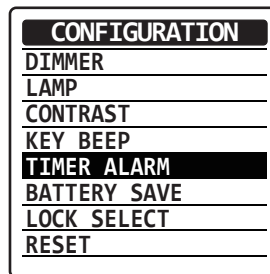 CONFIGURATION
DIMMER
LAMP
CONTRAST
KEY BEEP
TIMER ALARM
BATTERY SAVE
LOCK SELECT
RESET